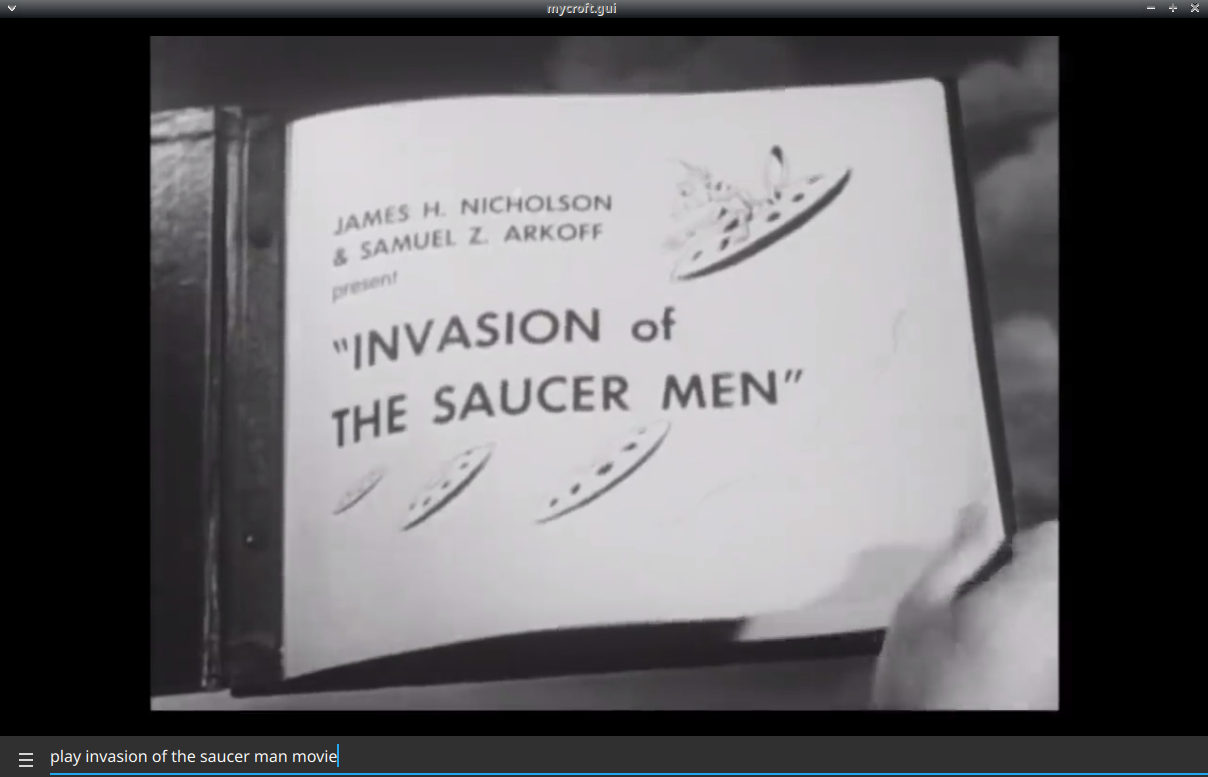 mycroft.gui
JAMES H. NICHOLSON
& SAMUEL Z. ARKOFF
present
"INVASION of
THE SAUCER MEN"
play invasion of the saucer man movie